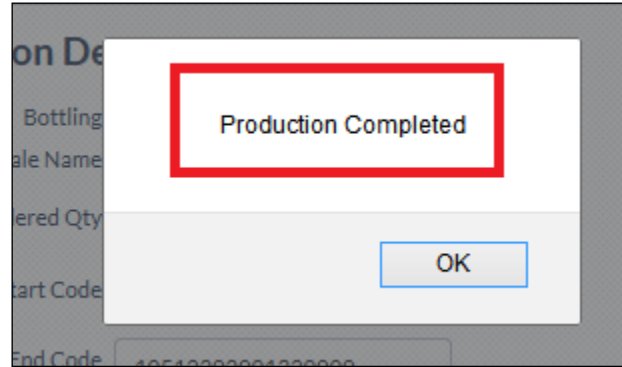 on De
Bottling
Production Completed
ale Name
ered Qty
OK
tart Code
End Code